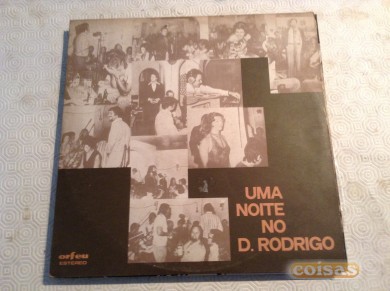 UMA
NOITE
NO
D. RODRIGO
orfeu
ESTEREO
coisas